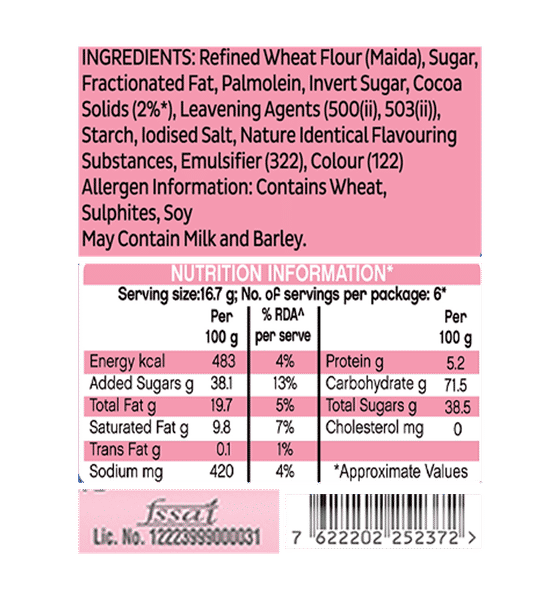 INGREDIENTS: Refined Wheat Flour (Maida), Sugar,
Fractionated Fat, Palmolein, Invert Sugar, Cocoa
Solids (2%*), Leavening Agents (500(ii), 503(ii)),
Starch, Iodised Salt, Nature Identical Flavouring
Substances, Emulsifier (322), Colour (122)
Allergen Information: Contains Wheat,
Sulphites, Soy
May Contain Milk and Barley.
NUTRITION INFORMATION*
Serving size:16.7 g; No. of servings per package: 6*
Per 100 g % RDA^ per serve Per 100 g
Energy kcal 483 4% Protein g 5.2
Added Sugars g 38.1 13% Carbohydrate g 71.5
Total Fat g 19.7 5% Total Sugars g 38.5
Saturated Fat g 9.8 7% Cholesterol mg 0
Trans Fat g 0.1 1%
Sodium mg 420 4% *Approximate Values
fssai
Lic. No. 12223999000031
7 622202 252372 >